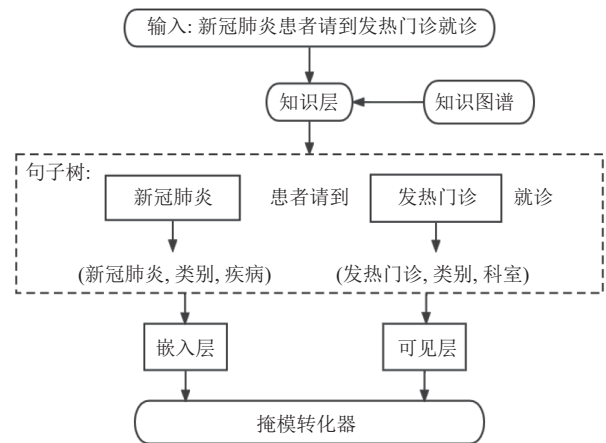 输入: 新冠肺炎患者请到发热门诊就诊
知识层
知识图谱
句子树:
新冠肺炎 患者请到 发热门诊 就诊
(新冠肺炎, 类别, 疾病) (发热门诊, 类别, 科室)
嵌入层 可见层
掩模转化器